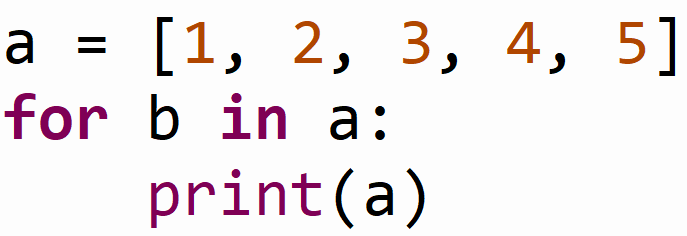 a = [1, 2, 3, 4, 5]
for b in a:
    print(a)